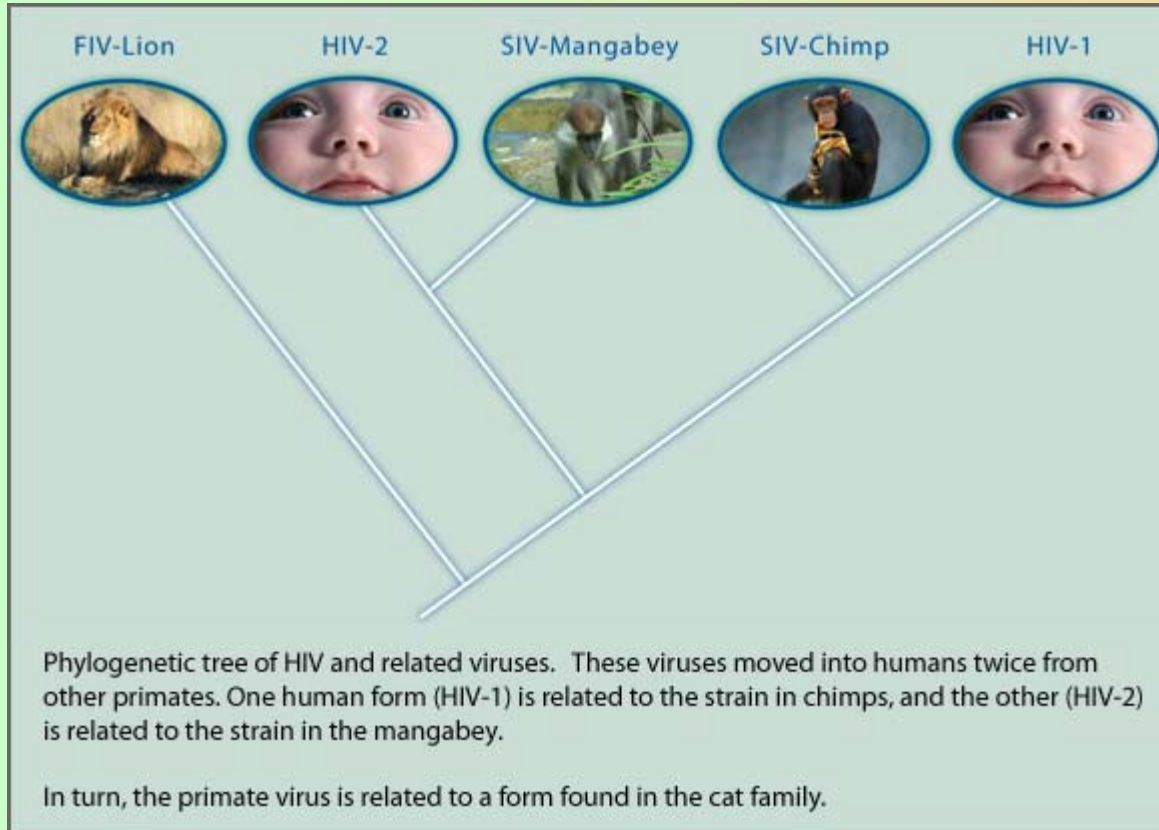 FIV-Lion HIV-2 SIV-Mangabey SIV-Chimp HIV-1
Phylogenetic tree of HIV and related viruses. These viruses moved into humans twice from
other primates. One human form (HIV-1) is related to the strain in chimps, and the other (HIV-2)
is related to the strain in the mangabey.
In turn, the primate virus is related to a form found in the cat family.